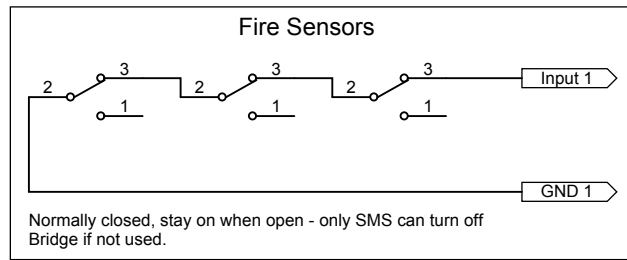 Fire Sensors
2 3 2 3 2 3 Input 1
1 1 1
GND 1
Normally closed, stay on when open - only SMS can turn off
Bridge if not used.